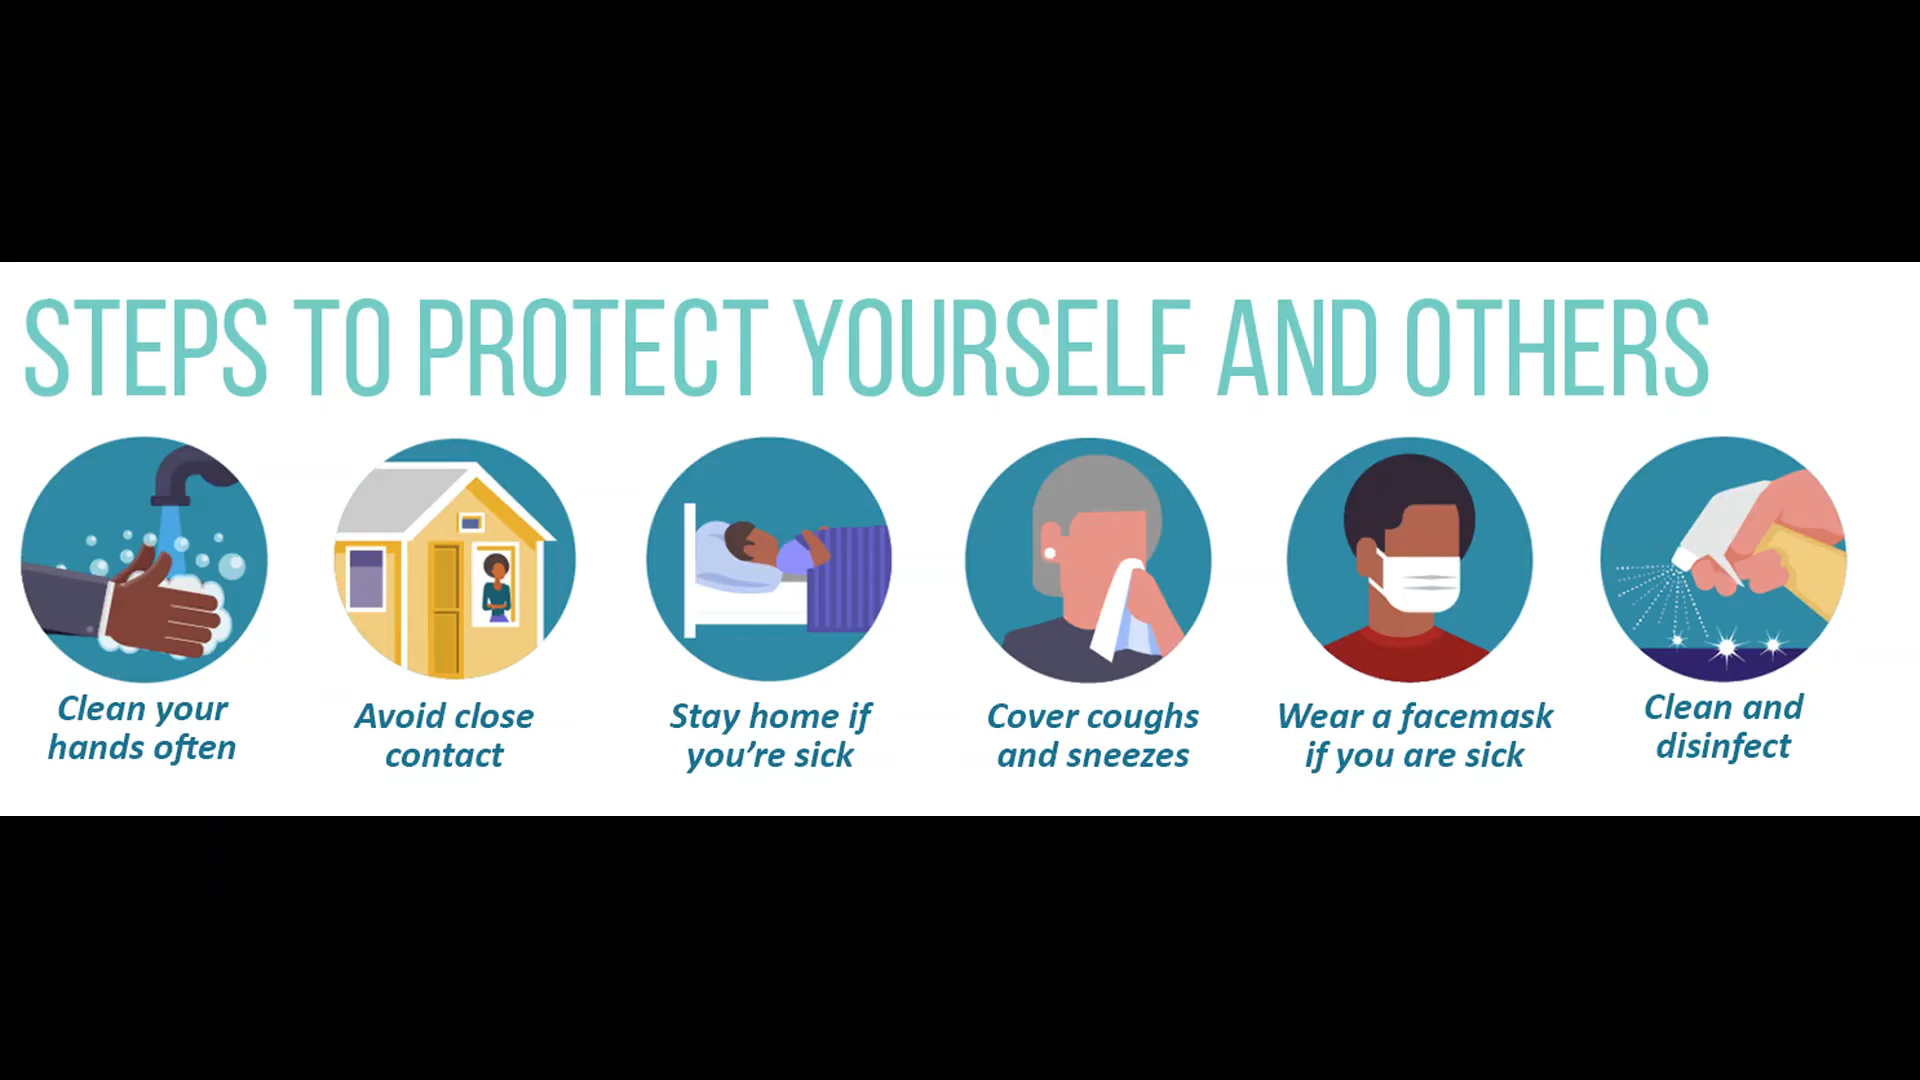 STEPS TO PROTECT YOURSELF AND OTHERS
Clean your
hands often
Avoid close
contact
Stay home if
you’re sick
Cover coughs
and sneezes
Wear a facemask
if you are sick
Clean and
disinfect